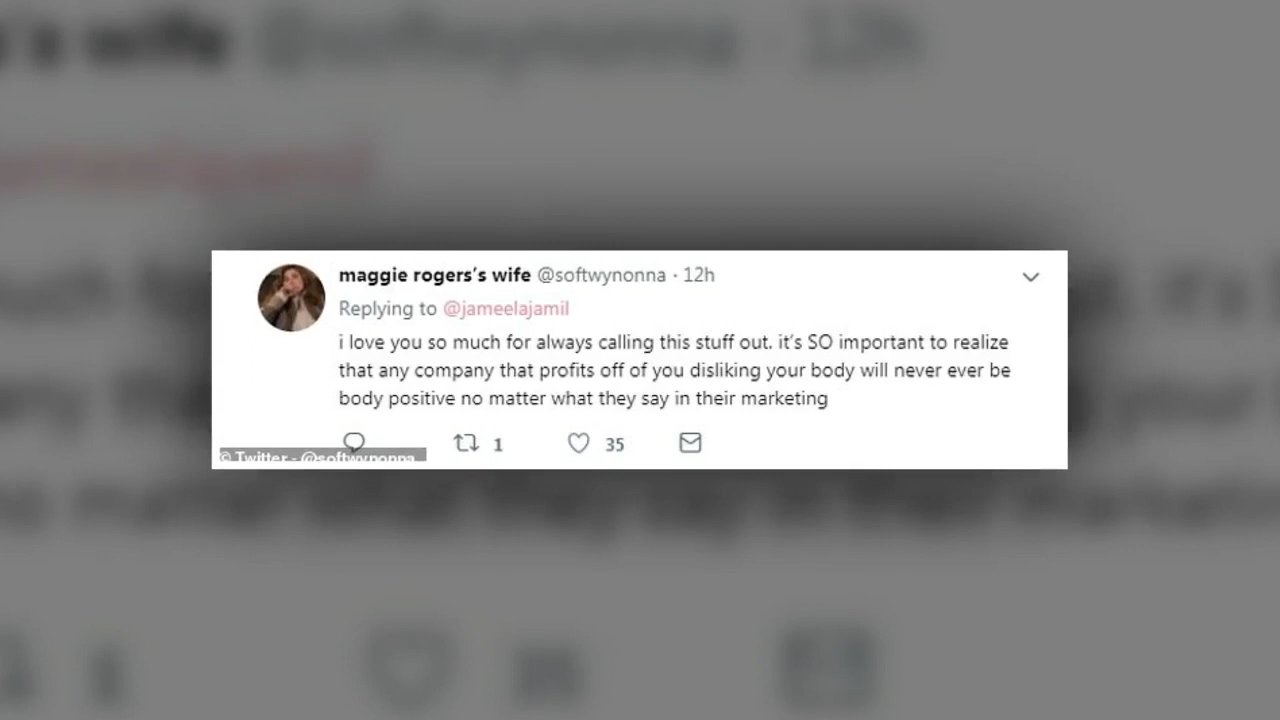 maggie rogers's wife @softwynonna · 12h
Replying to @jameelajamil
i love you so much for always calling this stuff out. it's SO important to realize
that any company that profits off of you disliking your body will never ever be
body positive no matter what they say in their marketing
1 35
© Twitter - @softwynonna